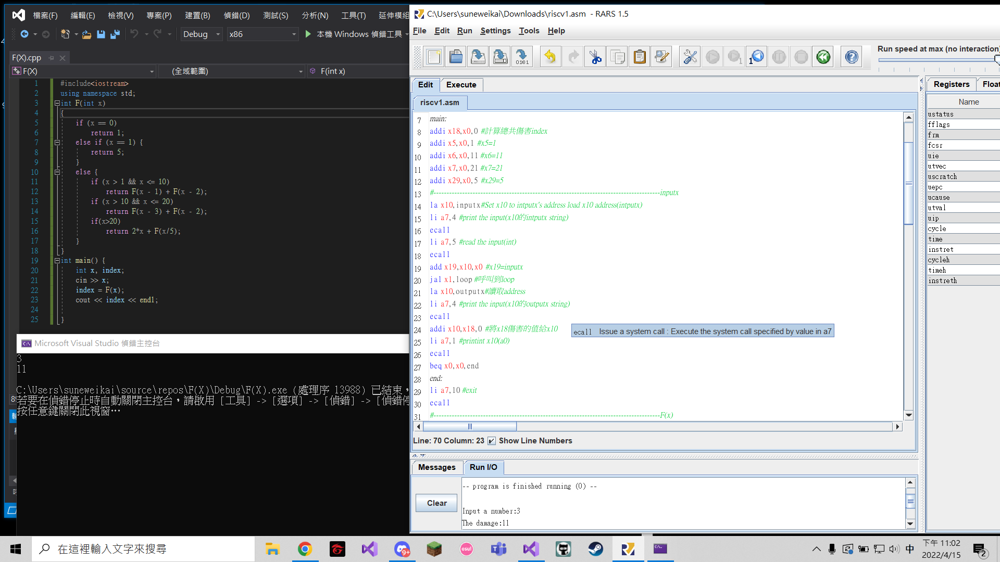 檔案(F) 編輯(E) 檢視(V) 專案(P) 建置(B) 偵錯(D) 測試(S) 分析(N) 工具(T) 延伸模組
Debug x86 本機 Windows 偵錯工具
F(X).cpp
F(X) (全域範圍) F(int x)
1 #include<iostream>
2 using namespace std;
3 int F(int x)
4 {
5 if (x == 0)
6 return 1;
7 else if (x == 1) {
8 return 5;
9 }
10 else {
11 if (x > 1 && x <= 10)
12 return F(x - 1) + F(x - 2);
13 if (x > 10 && x <= 20)
14 return F(x - 3) + F(x - 2);
15 if(x>20)
16 return 2*x + F(x/5);
17 }
18 }
19 int main() {
20 int x, index;
21 cin >> x;
22 index = F(x);
23 cout << index << endl;
24
25 }
Microsoft Visual Studio 偵錯主控台
3
11
C:\Users\suneweikai\source\repos\F(X)\Debug\F(X).exe (處理序 13988) 已結束，
若要在偵錯停止時自動關閉主控台，請啟用 [工具] -> [選項] -> [偵錯] -> [偵錯停
按任意鍵關閉此視窗…
C:\Users\suneweikai\Downloads\riscv1.asm - RARS 1.5
File Edit Run Settings Tools Help
Run speed at max (no interaction)
Edit Execute
riscv1.asm
7 main:
8 addi x18,x0,0 #計算總共傷害index
9 addi x5,x0,1 #x5=1
10 addi x6,x0,11 #x6=11
11 addi x7,x0,21 #x7=21
12 addi x29,x0,5 #x29=5
13 #---------------------------------------------------------------------------------------inputx
14 la x10,inputx#Set x10 to intputx's address load x10 address(intputx)
15 li a7,4 #print the input(x10的intputx string)
16 ecall
17 li a7,5 #read the input(int)
18 ecall
19 add x19,x10,x0 #x19=inputx
20 jal x1,loop #呼叫到loop
21 la x10,outputx#讀取address
22 li a7,4 #print the input(x10的outputx string)
23 ecall
24 addi x10,x18,0 #將x18傷害的值給x10
25 li a7,1 #printint x10(a0)
26 ecall
27 beq x0,x0,end
28 end:
29 li a7,10 #exit
30 ecall
31 #---------------------------------------------------------------------------------------F(x)
ecall Issue a system call : Execute the system call specified by value in a7
Line: 70 Column: 23 Show Line Numbers
Messages Run I/O
Clear
-- program is finished running (0) --
Input a number:3
The damage:11
Registers Float
Name
ustatus
fflags
frm
fcsr
uie
utvec
uscratch
uepc
ucause
utval
uip
cycle
time
instret
cycleh
timeh
instreth
在這裡輸入文字來搜尋
9+
osu!
中
下午 11:02
2022/4/15
2